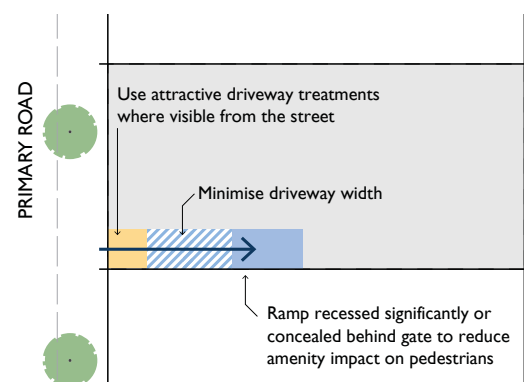 PRIMARY ROAD
Use attractive driveway treatments
where visible from the street
Minimise driveway width
Ramp recessed significantly or
concealed behind gate to reduce
amenity impact on pedestrians